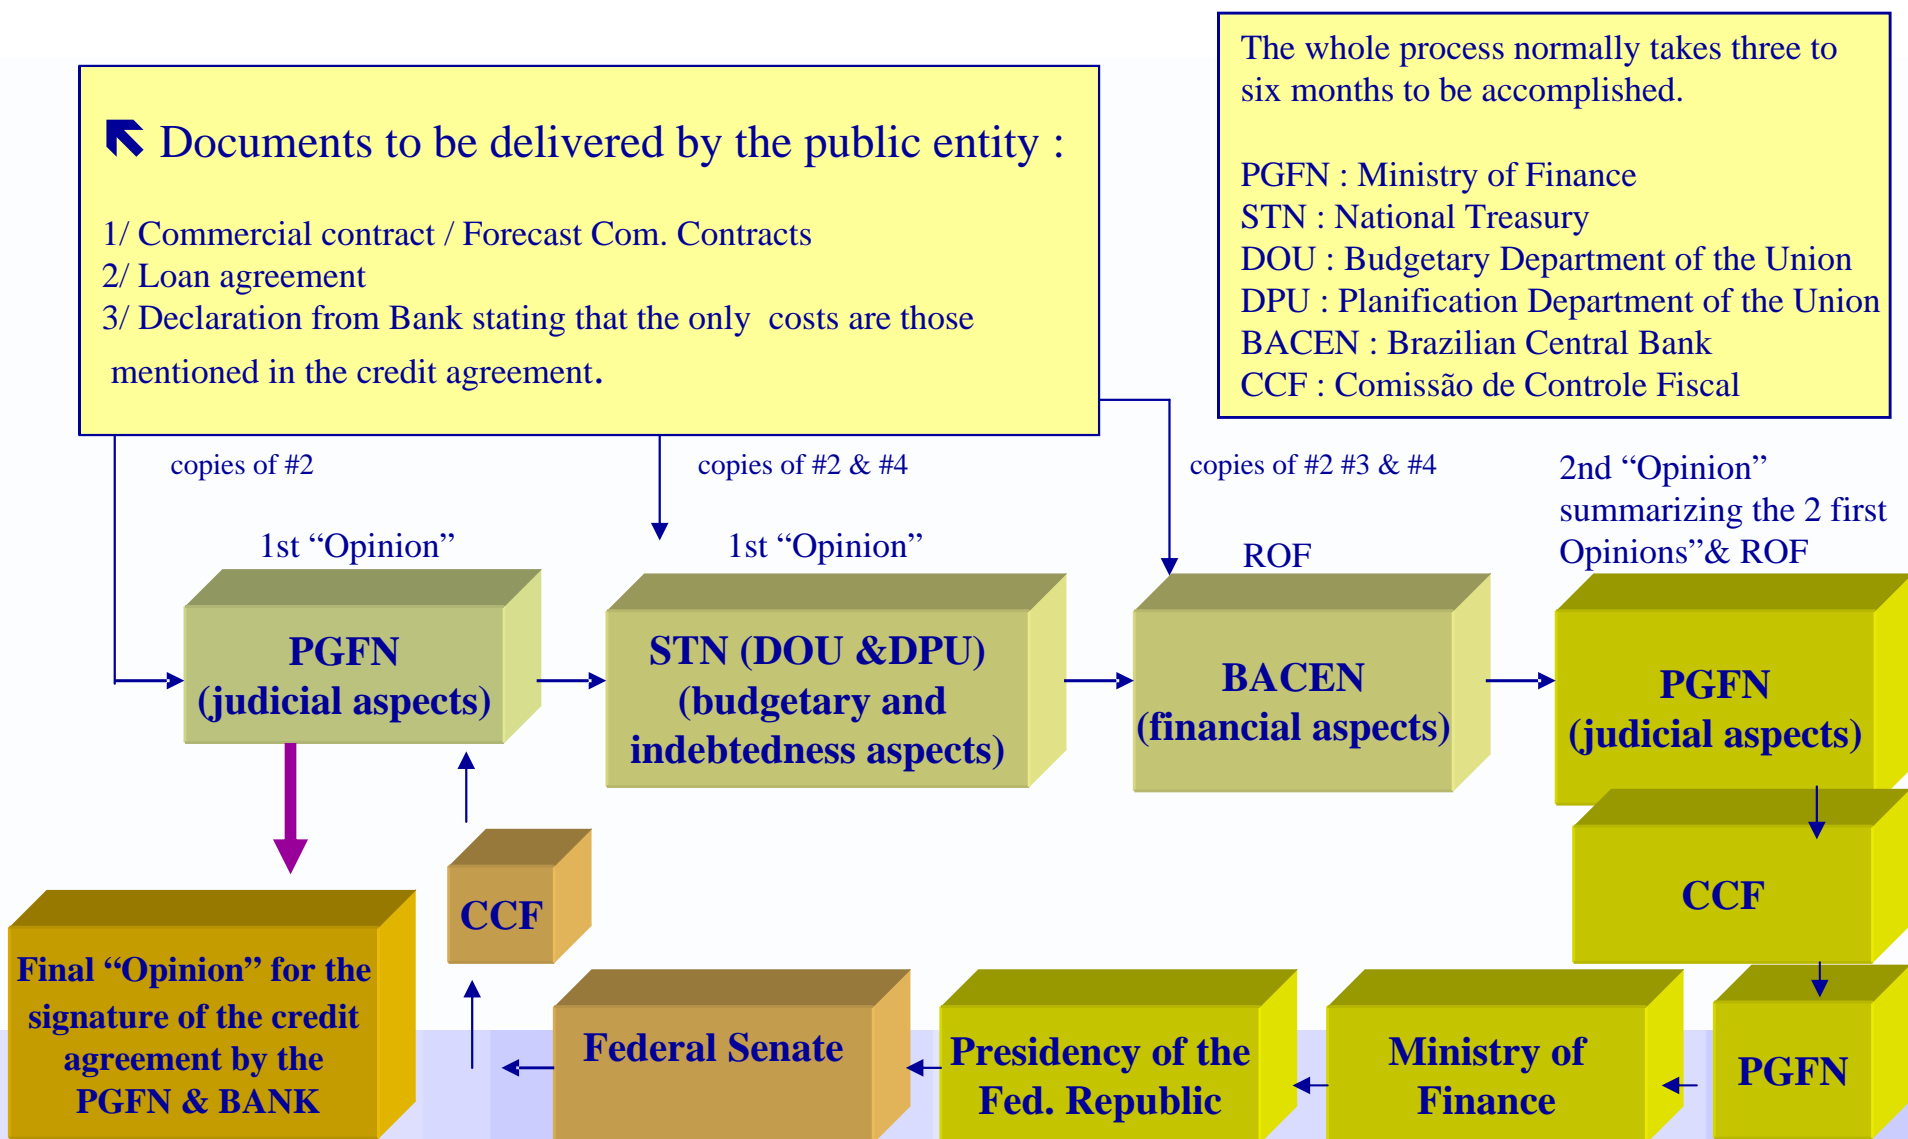 The whole process normally takes three to
six months to be accomplished.
PGFN : Ministry of Finance
STN : National Treasury
DOU : Budgetary Department of the Union
DPU : Planification Department of the Union
BACEN : Brazilian Central Bank
CCF : Comissão de Controle Fiscal
Documents to be delivered by the public entity :
1/ Commercial contract / Forecast Com. Contracts
2/ Loan agreement
3/ Declaration from Bank stating that the only costs are those
mentioned in the credit agreement.
copies of #2
copies of #2 & #4
copies of #2 #3 & #4
2nd “Opinion”
summarizing the 2 first
Opinions”& ROF
1st “Opinion”
1st “Opinion”
ROF
PGFN
(judicial aspects)
STN (DOU &DPU)
(budgetary and
indebtedness aspects)
BACEN
(financial aspects)
PGFN
(judicial aspects)
CCF
CCF
Final “Opinion” for the
signature of the credit
agreement by the
PGFN & BANK
Federal Senate
Presidency of the
Fed. Republic
Ministry of
Finance
PGFN